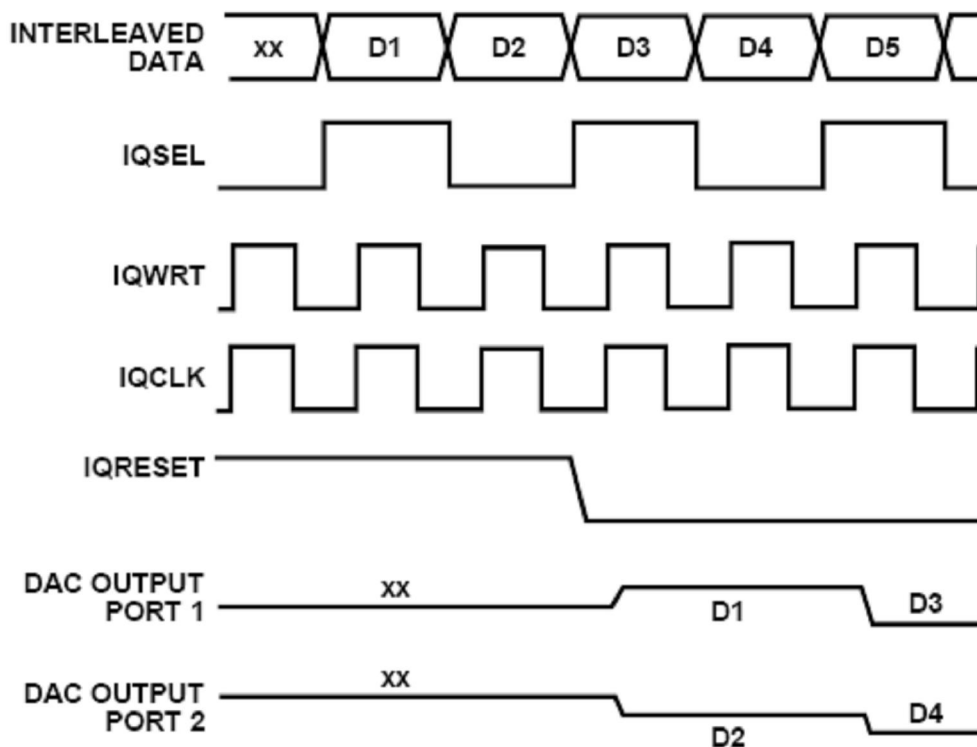 INTERLEAVED
DATA
xx D1 D2 D3 D4 D5
IQSEL
IQWRT
IQCLK
IQRESET
DAC OUTPUT
PORT 1
xx
D1
D3
DAC OUTPUT
PORT 2
xx
D2
D4